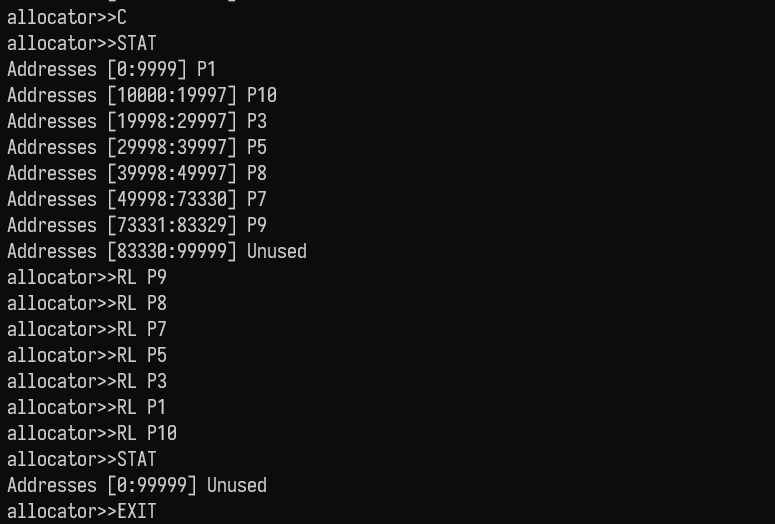 allocator>>C
allocator>>STAT
Addresses [0:9999] P1
Addresses [10000:19997] P10
Addresses [19998:29997] P3
Addresses [29998:39997] P5
Addresses [39998:49997] P8
Addresses [49998:73330] P7
Addresses [73331:83329] P9
Addresses [83330:99999] Unused
allocator>>RL P9
allocator>>RL P8
allocator>>RL P7
allocator>>RL P5
allocator>>RL P3
allocator>>RL P1
allocator>>RL P10
allocator>>STAT
Addresses [0:99999] Unused
allocator>>EXIT